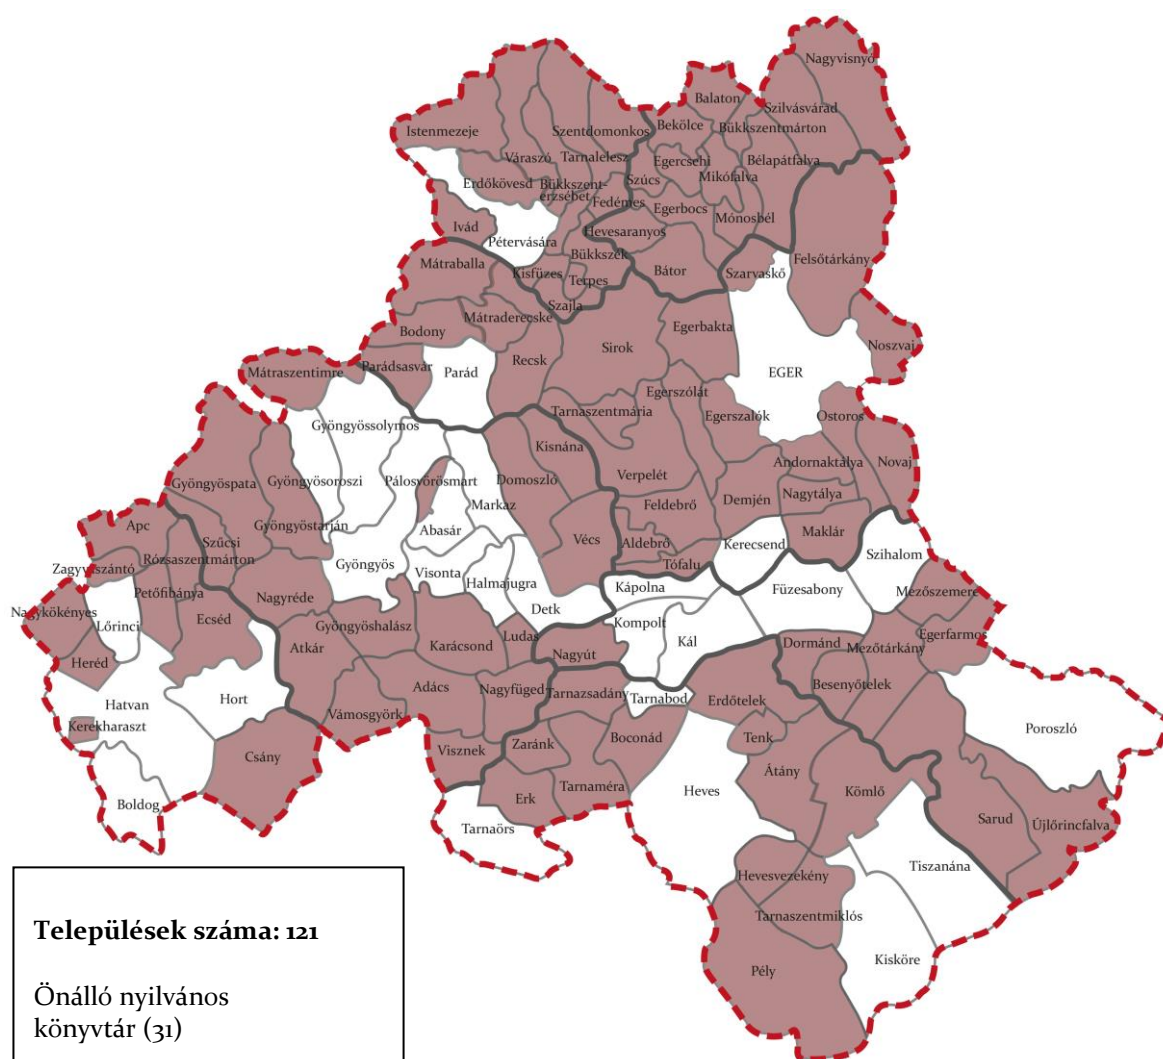 Nagyvisnyó
Balaton
Szilvásvárad
Bekölce
Bükkszentmárton
Istenmezeje
Szentdomonkos
Váraszó
Tarnalelesz
Egercsehi
Bélapátfalva
Erdőkövesd
Bükkszent-
erzsébet
Szúcs
Mikófalva
Fedémes
Egerbocs
Mónosbél
Ivád
Pétervására
Hevesaranyos
Bükkszék
Felsőtárkány
Mátraballa
Kisfüzes
Terpes
Bátor
Szarvaskő
Szajla
Mátraderecske
Bodony
Egerbakta
Recsk
Sirok
Noszvaj
Mátraszentimre
Parádsasvár
Parád
EGER
Egerszólát
Tarnaszentmária
Egerszalók
Ostoros
Gyöngyössolymos
Kisnána
Gyöngyöspata
Gyöngyösoroszi
Pálosvörösmart
Domoszló
Verpelét
Andornaktálya
Novaj
Markaz
Demjén
Nagytálya
Apc
Gyöngyöstarján
Abasár
Feldebrő
Maklár
Szűcsi
Vécs
Aldebrő
Kerecsend
Szihalom
Rózsaszentmárton
Zagyvaszántó
Gyöngyös
Visonta
Halmajugra
Tófalu
Petőfibánya
Nagyréde
Kápolna
Füzesabony
Mezőszemere
Nagykökényes
Lőrinci
Ecséd
Detk
Kompolt
Gyöngyöshalász
Ludas
Kál
Dormánd
Egerfarmos
Heréd
Atkár
Karácsond
Nagyút
Mezőtárkány
Adács
Nagyfüged
Tarnazsadány
Tarnabod
Besenyőtelek
Hatvan
Hort
Erdőtelek
Kerekharaszt
Vámosgyörk
Poroszló
Visznek
Zaránk
Boconád
Tenk
Csány
Átány
Boldog
Erk
Tarnaméra
Heves
Kömlő
Tarnaörs
Sarud
Újlőrincfalva
Tiszanána
Hevesvezekény
Tarnaszentmiklós
Kisköre
Pély
Települések száma: 121
Önálló nyilvános
könyvtár (31)